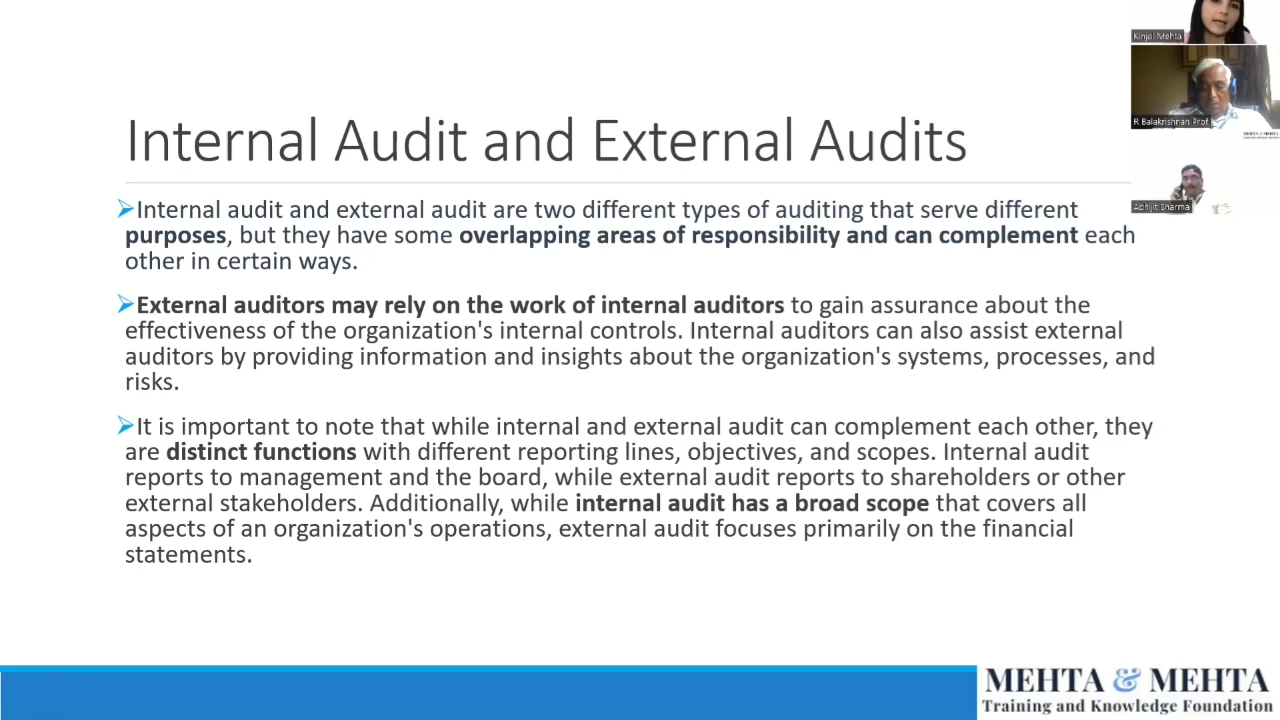 Internal Audit and External Audits
Internal audit and external audit are two different types of auditing that serve different
purposes, but they have some overlapping areas of responsibility and can complement each
other in certain ways.
External auditors may rely on the work of internal auditors to gain assurance about the
effectiveness of the organization's internal controls. Internal auditors can also assist external
auditors by providing information and insights about the organization's systems, processes, and
risks.
It is important to note that while internal and external audit can complement each other, they
are distinct functions with different reporting lines, objectives, and scopes. Internal audit
reports to management and the board, while external audit reports to shareholders or other
external stakeholders. Additionally, while internal audit has a broad scope that covers all
aspects of an organization's operations, external audit focuses primarily on the financial
statements.
Kinjal Mehta
R Balakrishnan Prof
MEHTA & MEHTA
Abhijit Sharma
MEHTA & MEHTA
Training and Knowledge Foundation